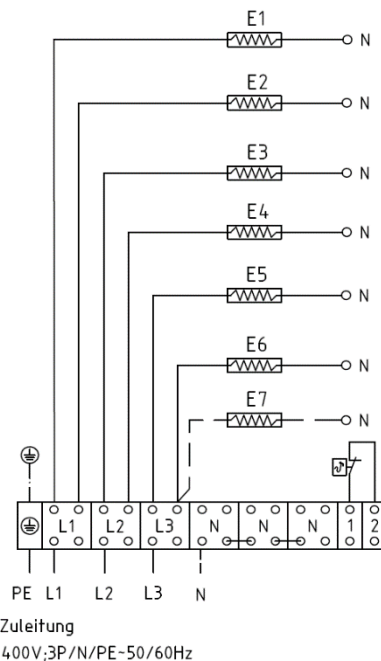 E1
N
E2
N
E3
N
E4
N
E5
N
E6
N
E7
N
L1 L2 L3 N N N 1 2
PE L1 L2 L3 N
Zuleitung
400V;3P/N/PE~50/60Hz